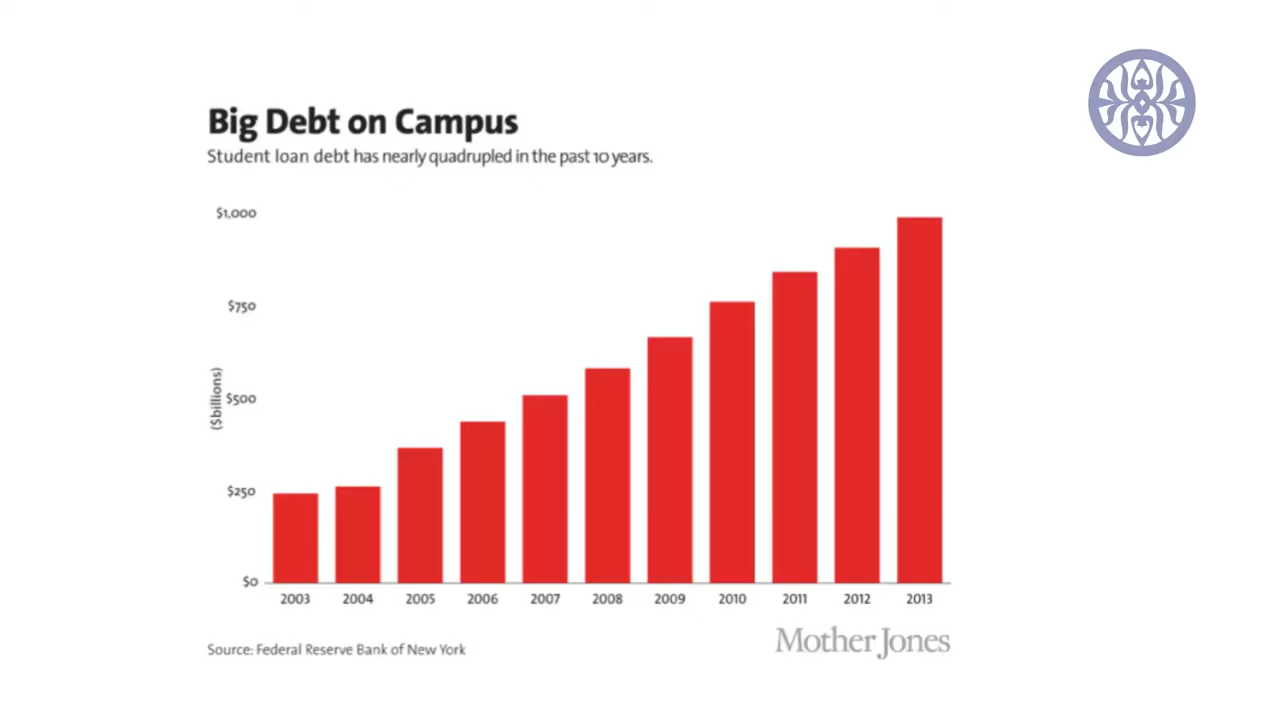 Big Debt on Campus
Student loan debt has nearly quadrupled in the past 10 years.
$1,000
$750
$500
$250
$0
($billions)
2003 2004 2005 2006 2007 2008 2009 2010 2011 2012 2013
Source: Federal Reserve Bank of New York
Mother Jones